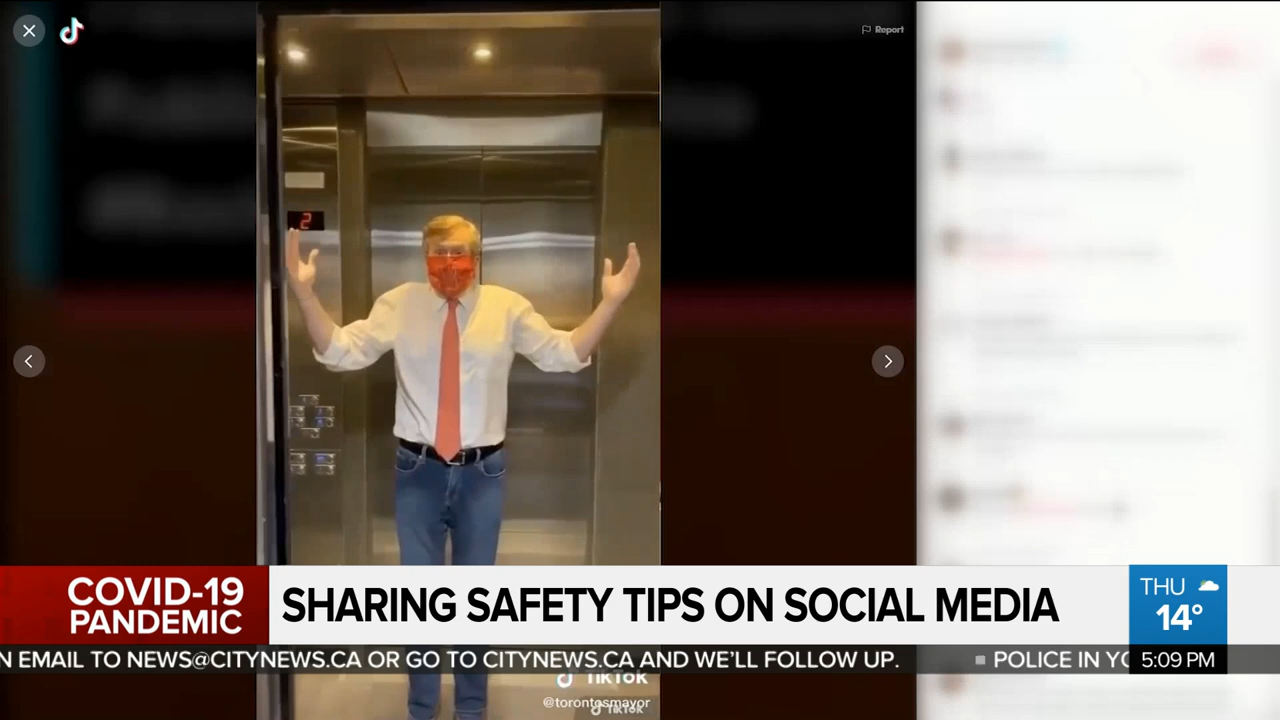 Report
2
COVID-19
PANDEMIC
SHARING SAFETY TIPS ON SOCIAL MEDIA
THU
14°
N EMAIL TO NEWS@CITYNEWS.CA OR GO TO CITYNEWS.CA AND WE'LL FOLLOW UP.
POLICE IN YO
5:09 PM
TikTok
@torontosmayor
TikTok